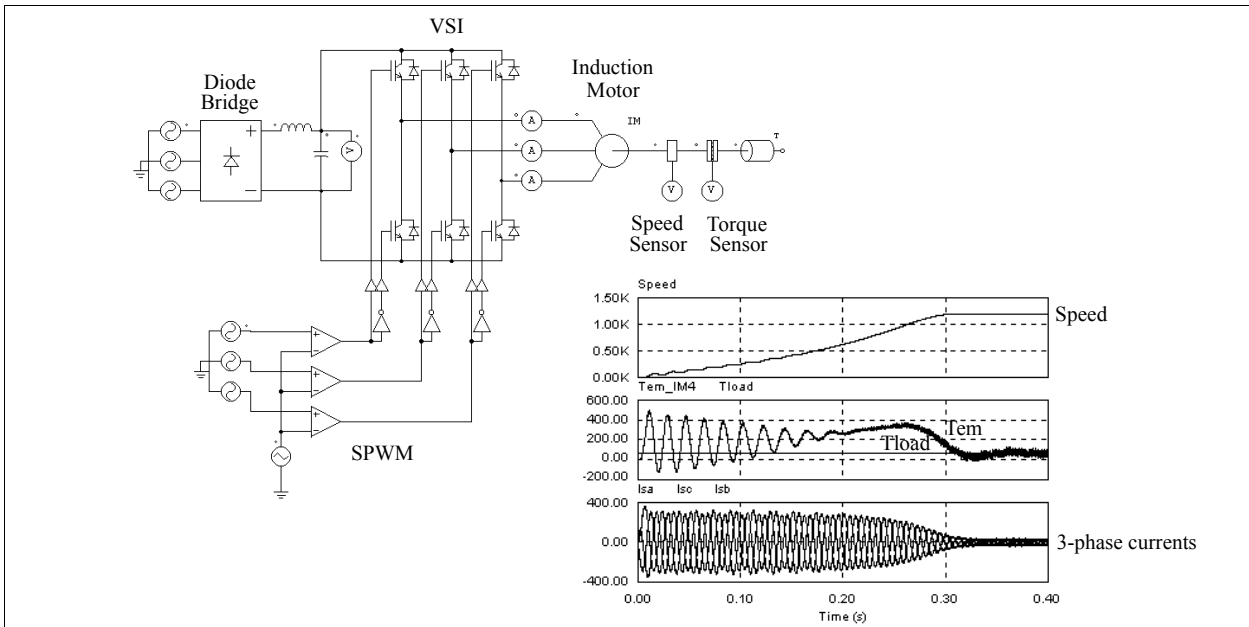 VSI
Diode
Bridge
Induction
Motor
+
−
V
A
A
A
IM
T
V
V
Speed
Sensor
Torque
Sensor
+
−
+
−
+
−
SPWM
Speed
1.50K
1.00K
0.50K
0.00K
Speed
Tem_IM4 Tload
600.00
400.00
200.00
0.00
-200.00
Tem
Tload
Isa Isc Isb
400.00
0.00
-400.00
3-phase currents
0.00 0.10 0.20 0.30 0.40
Time (s)